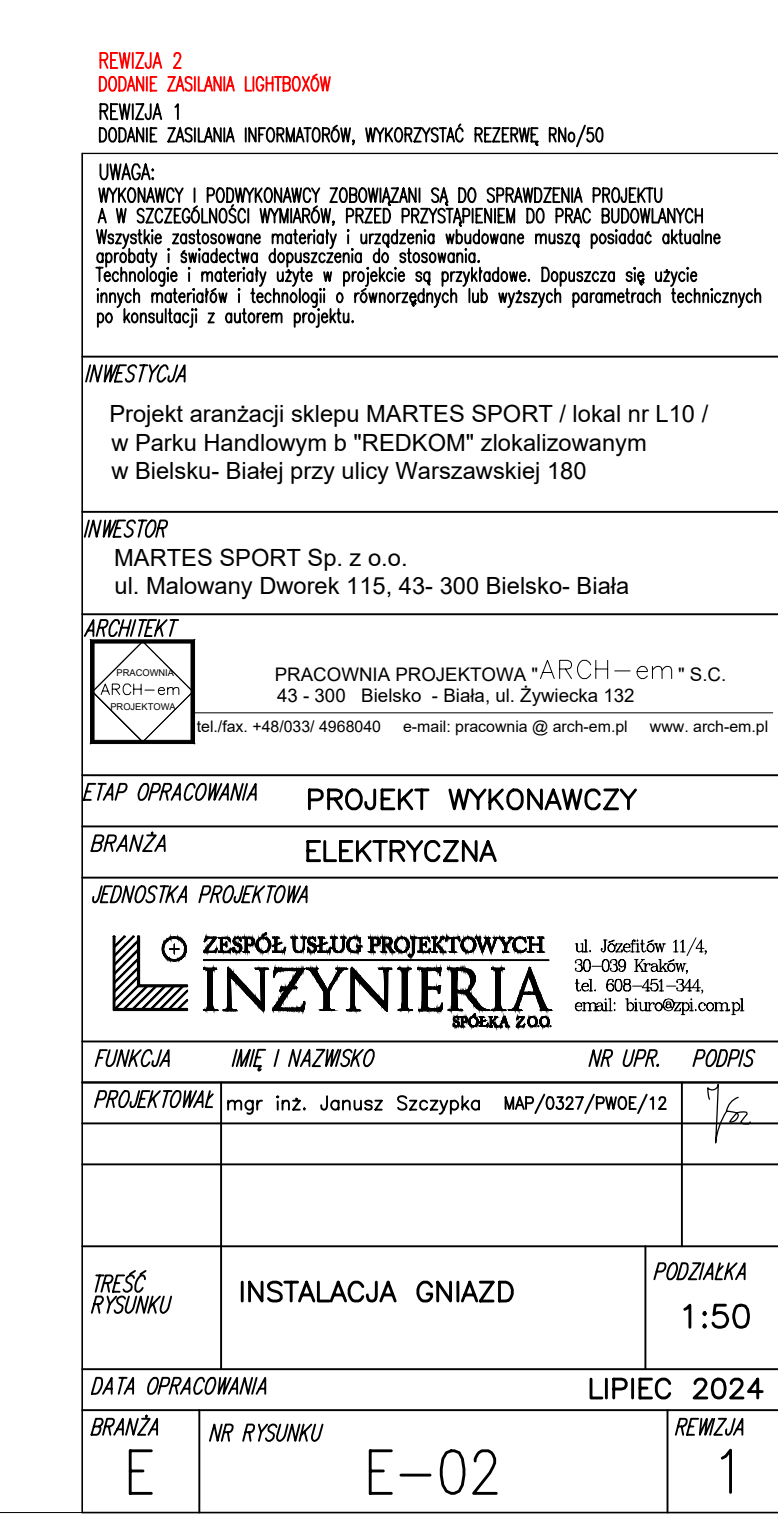 REWIZJA 2
DODANIE ZASILANIA LIGHTBOXÓW
REWIZJA 1
DODANIE ZASILANIA INFORMATORÓW, WYKORZYSTAĆ REZERWĘ RNo/50
UWAGA:
WYKONAWCY I PODWYKONAWCY ZOBOWIĄZANI SĄ DO SPRAWDZENIA PROJEKTU
A W SZCZEGÓLNOŚCI WYMIARÓW, PRZED PRZYSTĄPIENIEM DO PRAC BUDOWLANYCH
Wszystkie zastosowane materiały i urządzenia wbudowane muszą posiadać aktualne
aprobaty i świadectwa dopuszczenia do stosowania.
Technologie i materiały użyte w projekcie są przykładowe. Dopuszcza się użycie
innych materiałów i technologii o równorzędnych lub wyższych parametrach technicznych
po konsultacji z autorem projektu.
INWESTYCJA
Projekt aranżacji sklepu MARTES SPORT / lokal nr L10 /
w Parku Handlowym b "REDKOM" zlokalizowanym
w Bielsku- Białej przy ulicy Warszawskiej 180
INWESTOR
MARTES SPORT Sp. z o.o.
ul. Malowany Dworek 115, 43- 300 Bielsko- Biała
ARCHITEKT
PRACOWNIA
ARCH-em
PROJEKTOWA
PRACOWNIA PROJEKTOWA "ARCH-em" S.C.
43 - 300 Bielsko - Biała, ul. Żywiecka 132
tel./fax. +48/033/ 4968040 e-mail: pracownia @ arch-em.pl www. arch-em.pl
ETAP OPRACOWANIA PROJEKT WYKONAWCZY
BRANŻA ELEKTRYCZNA
JEDNOSTKA PROJEKTOWA
ZESPÓŁ USŁUG PROJEKTOWYCH
INŻYNIERIA
SPÓŁKA Z O.O.
ul. Józefitów 11/4,
30-039 Kraków,
tel. 608-451-344,
email: biuro@zpi.com.pl
FUNKCJA IMIĘ I NAZWISKO NR UPR. PODPIS
PROJEKTOWAŁ mgr inż. Janusz Szczypka MAP/0327/PWOE/12
TREŚĆ
RYSUNKU
INSTALACJA GNIAZD
PODZIAŁKA
1:50
DATA OPRACOWANIA LIPIEC 2024
BRANŻA NR RYSUNKU REWIZJA
E E-02 1